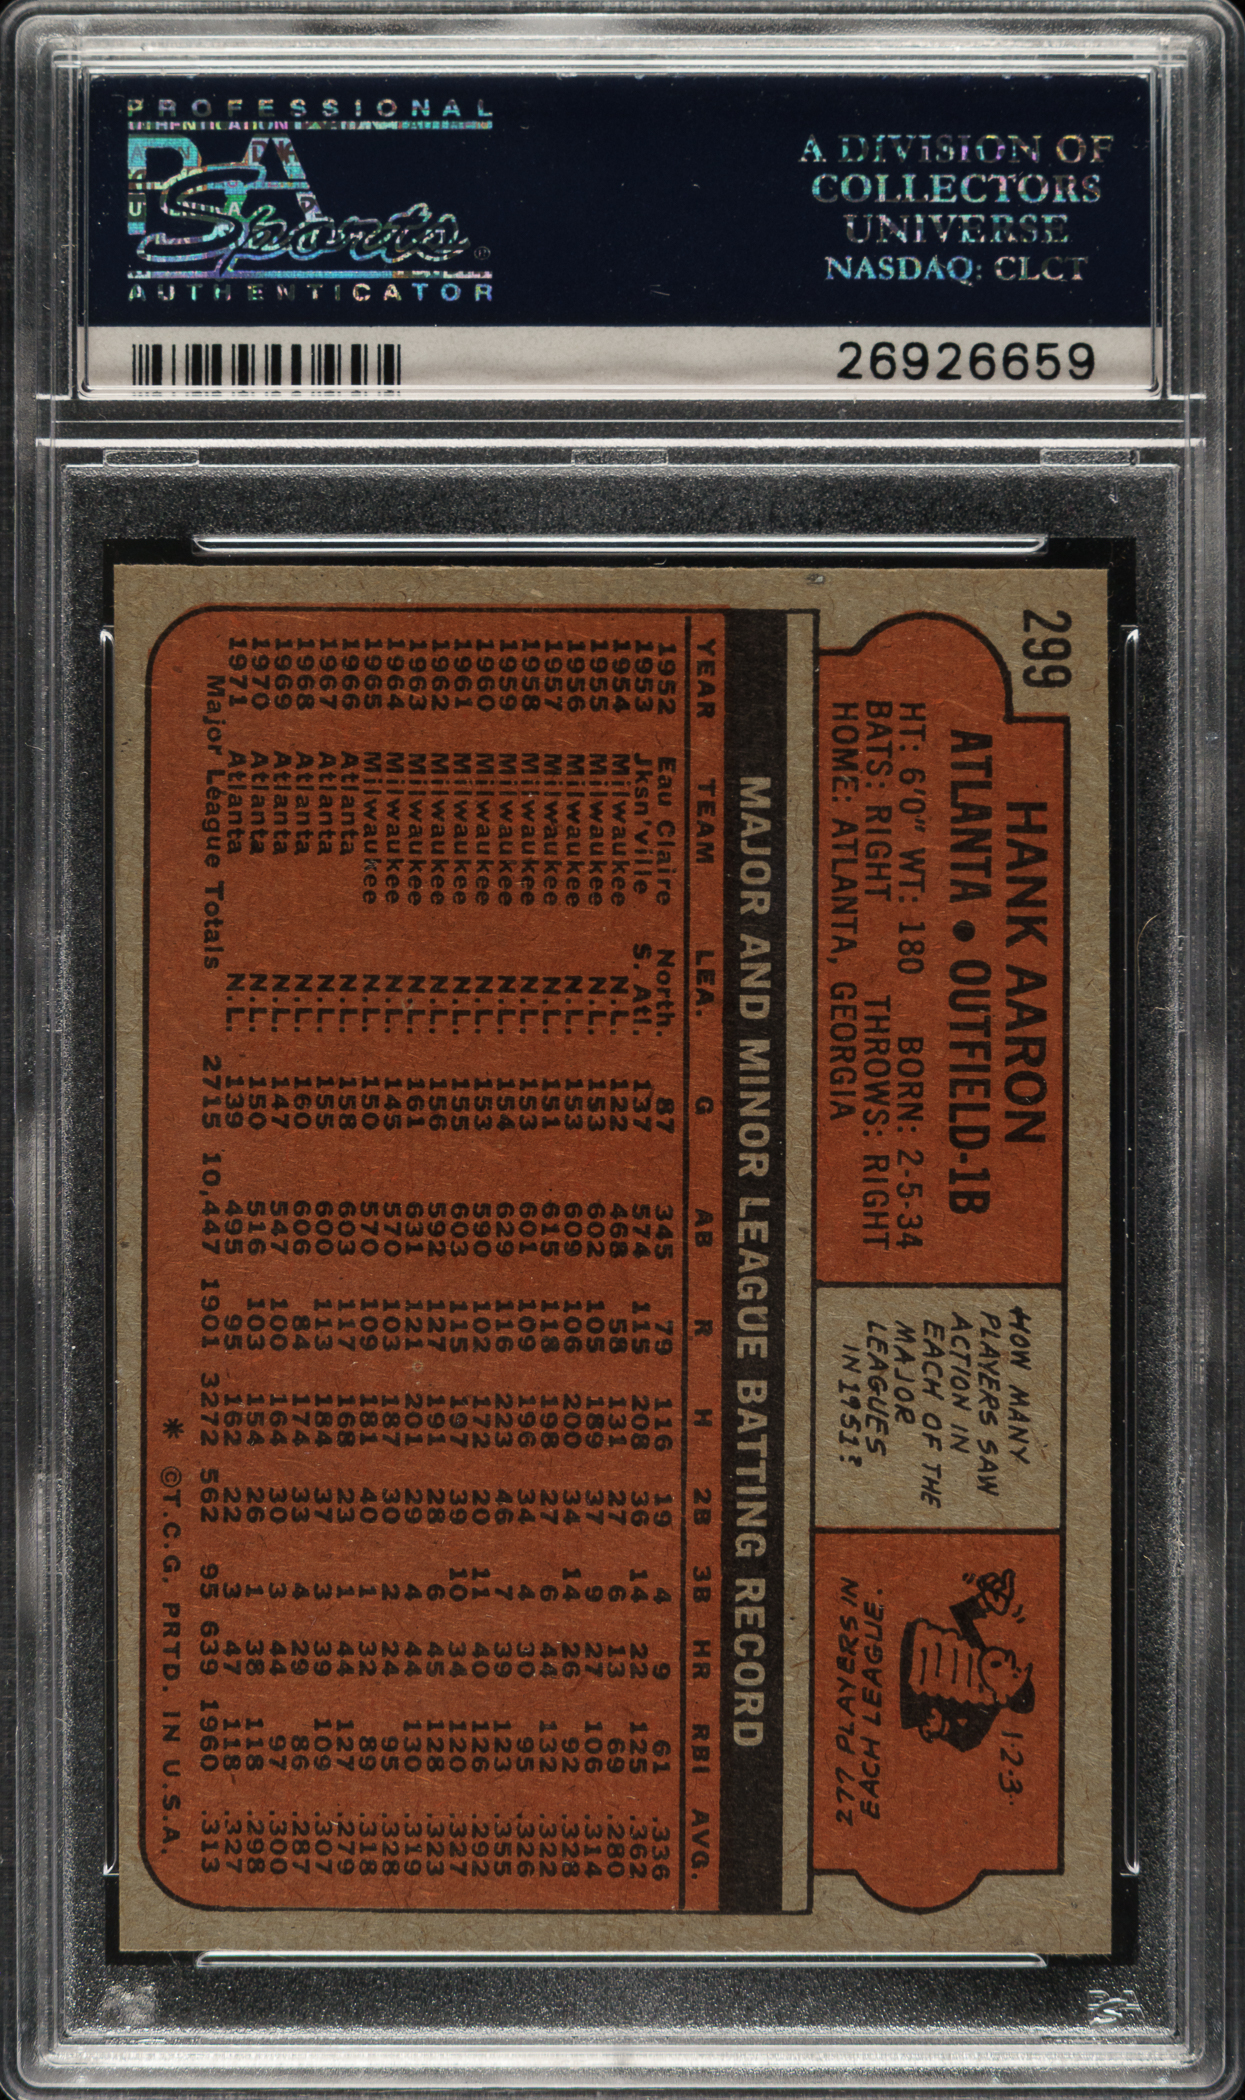 PROFESSIONAL
PSA
Sports®
AUTHENTICATOR
A DIVISION OF
COLLECTORS
UNIVERSE
NASDAQ: CLCT
26926659
299
HANK AARON
ATLANTA • OUTFIELD-1B
HT: 6'0" WT: 180 BORN: 2-5-34
BATS: RIGHT THROWS: RIGHT
HOME: ATLANTA, GEORGIA
HOW MANY
PLAYERS SAW
ACTION IN
EACH OF THE
MAJOR
LEAGUES
IN 1951?
1-2-3.
277 PLAYERS IN
EACH LEAGUE.
MAJOR AND MINOR LEAGUE BATTING RECORD
YEAR TEAM LEA. G AB R H 2B 3B HR RBI AVG.
1952 Eau Claire North. 87 345 79 116 19 4 9 61 .336
1953 Jksn'ville S. Atl. 137 574 115 208 36 14 22 125 .362
1954 Milwaukee N.L. 122 468 58 131 27 6 13 69 .280
1955 Milwaukee N.L. 153 602 105 189 37 9 27 106 .314
1956 Milwaukee N.L. 153 609 106 200 34 14 26 92 .328
1957 Milwaukee N.L. 151 615 118 198 27 6 44 132 .322
1958 Milwaukee N.L. 153 601 109 196 34 4 30 95 .326
1959 Milwaukee N.L. 154 629 116 223 46 7 39 123 .355
1960 Milwaukee N.L. 153 590 102 172 20 11 40 126 .292
1961 Milwaukee N.L. 155 603 115 197 39 10 34 120 .327
1962 Milwaukee N.L. 156 592 127 191 28 6 45 128 .323
1963 Milwaukee N.L. 161 631 121 201 29 4 44 130 .319
1964 Milwaukee N.L. 145 570 103 187 30 2 24 95 .328
1965 Milwaukee N.L. 150 570 109 181 40 1 32 89 .318
1966 Atlanta N.L. 158 603 117 168 23 1 44 127 .279
1967 Atlanta N.L. 155 600 113 184 37 3 39 109 .307
1968 Atlanta N.L. 160 606 84 174 33 4 29 86 .287
1969 Atlanta N.L. 147 547 100 164 30 3 44 97 .300
1970 Atlanta N.L. 150 516 103 154 26 1 38 118 .298
1971 Atlanta N.L. 139 495 95 162 22 3 47 118 .327
Major League Totals 2715 10,447 1901 3272 562 95 639 1960 .313
* ©T.C.G. PRTD. IN U.S.A.
PSA